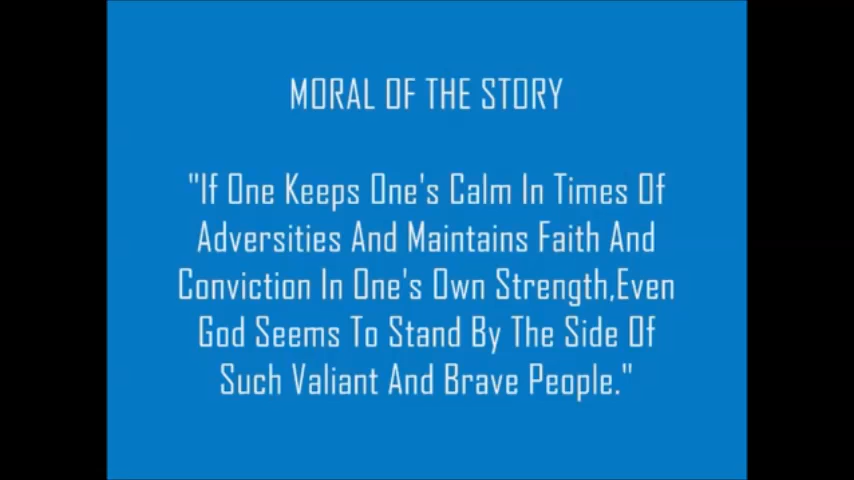 MORAL OF THE STORY
"If One Keeps One's Calm In Times Of
Adversities And Maintains Faith And
Conviction In One's Own Strength,Even
God Seems To Stand By The Side Of
Such Valiant And Brave People."